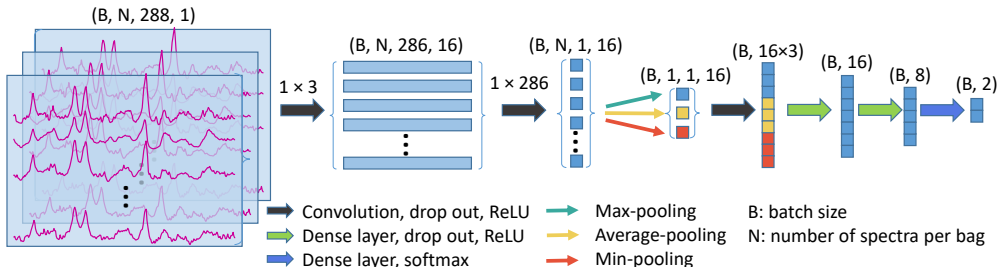 (B, N, 288, 1)
1 × 3
(B, N, 286, 16)
1 × 286
(B, N, 1, 16)
(B, 1, 1, 16)
(B, 16×3)
(B, 16)
(B, 8)
(B, 2)
Convolution, drop out, ReLU
Dense layer, drop out, ReLU
Dense layer, softmax
Max-pooling
Average-pooling
Min-pooling
B: batch size
N: number of spectra per bag